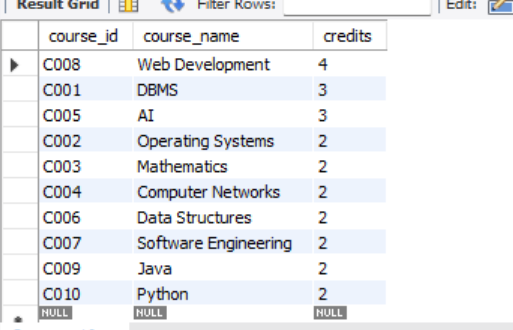 Result Grid Filter Rows: Edit:
course_id course_name credits
C008 Web Development 4
C001 DBMS 3
C005 AI 3
C002 Operating Systems 2
C003 Mathematics 2
C004 Computer Networks 2
C006 Data Structures 2
C007 Software Engineering 2
C009 Java 2
C010 Python 2
NULL NULL NULL